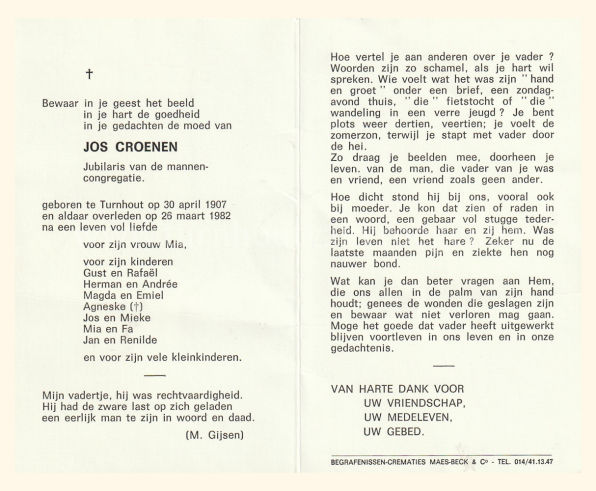 †
Bewaar in je geest het beeld
in je hart de goedheid
in je gedachten de moed van
JOS CROENEN
Jubilaris van de mannen-
congregatie.
geboren te Turnhout op 30 april 1907
en aldaar overleden op 26 maart 1982
na een leven vol liefde
voor zijn vrouw Mia,
voor zijn kinderen
Gust en Rafaël
Herman en Andrée
Magda en Emiel
Agneske (†)
Jos en Mieke
Mia en Fa
Jan en Renilde
en voor zijn vele kleinkinderen.
Mijn vadertje, hij was rechtvaardigheid.
Hij had de zware last op zich geladen
een eerlijk man te zijn in woord en daad.
(M. Gijsen)
Hoe vertel je aan anderen over je vader ?
Woorden zijn zo schamel, als je hart wil
spreken. Wie voelt wat het was zijn "hand
en groet" onder een brief, een zondag-
avond thuis, "die" fietstocht of "die"
wandeling in een verre jeugd ? Je bent
plots weer dertien, veertien; je voelt de
zomerzon, terwijl je stapt met vader door
de hei.
Zo draag je beelden mee, doorheen je
leven. van de man, die vader van je was
en vriend, een vriend zoals geen ander.
Hoe dicht stond hij bij ons, vooral ook
bij moeder. Je kon dat zien of raden in
een woord, een gebaar vol stugge teder-
heid. Hij behoorde haar en zij hem. Was
zijn leven niet het hare ? Zeker nu de
laatste maanden pijn en ziekte hen nog
nauwer bond.
Wat kan je dan beter vragen aan Hem,
die ons allen in de palm van zijn hand
houdt; genees de wonden die geslagen zijn
en bewaar wat niet verloren mag gaan.
Moge het goede dat vader heeft uitgewerkt
blijven voortleven in ons leven en in onze
gedachtenis.
VAN HARTE DANK VOOR
UW VRIENDSCHAP,
UW MEDELEVEN,
UW GEBED.
BEGRAFENISSEN-CREMATIES MAES-BECK & Co - TEL. 014/41.13.47